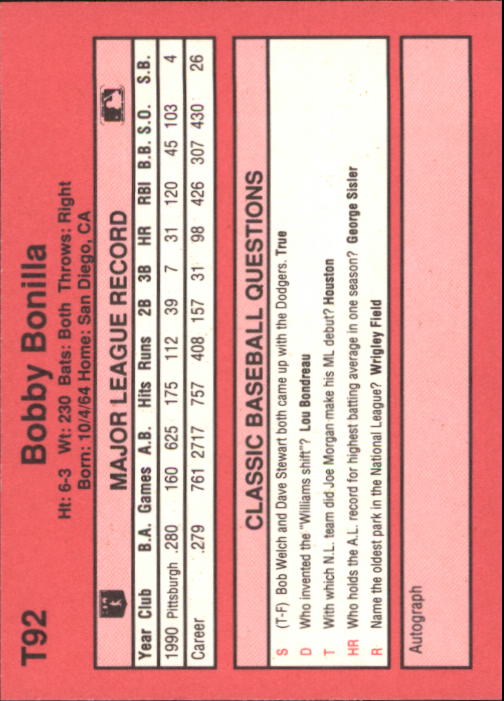 T92 Bobby Bonilla
Ht: 6-3 Wt: 230 Bats: Both Throws: Right
Born: 10/4/64 Home: San Diego, CA
MAJOR LEAGUE RECORD
Year Club B.A. Games A.B. Hits Runs 2B 3B HR RBI B.B. S.O. S.B.
1990 Pittsburgh .280 160 625 175 112 39 7 31 120 45 103 4
Career .279 761 2717 757 408 157 31 98 426 307 430 26
CLASSIC BASEBALL QUESTIONS
S (T-F) Bob Welch and Dave Stewart both came up with the Dodgers. True
D Who invented the "Williams shift"? Lou Bondreau
T With which N.L. team did Joe Morgan make his ML debut? Houston
HR Who holds the A.L. record for highest batting average in one season? George Sisler
R Name the oldest park in the National League? Wrigley Field
Autograph